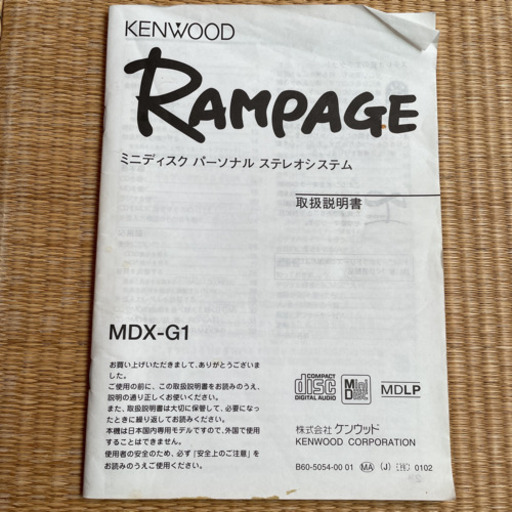 KENWOOD
RAMPAGE
ミニディスク パーソナル ステレオシステム
取扱説明書
MDX-G1
お買い上げいただきまして、ありがとうございました。
ご使用の前に、この取扱説明書をお読みのうえ、
説明の通り正しくお使いください。
また、取扱説明書は大切に保管して、必要になっ
たときに繰り返してお読みください。
本機は日本国内専用モデルですので、外国で使用
することはできません。
使用者の安全のため、必ず「安全上のご注意」を
お読みのうえご使用ください。
COMPACT
disc
DIGITAL AUDIO
Mini
Disc
MDLP
株式会社 ケンウッド
KENWOOD CORPORATION
B60-5054-00 01 MA (J) 0102